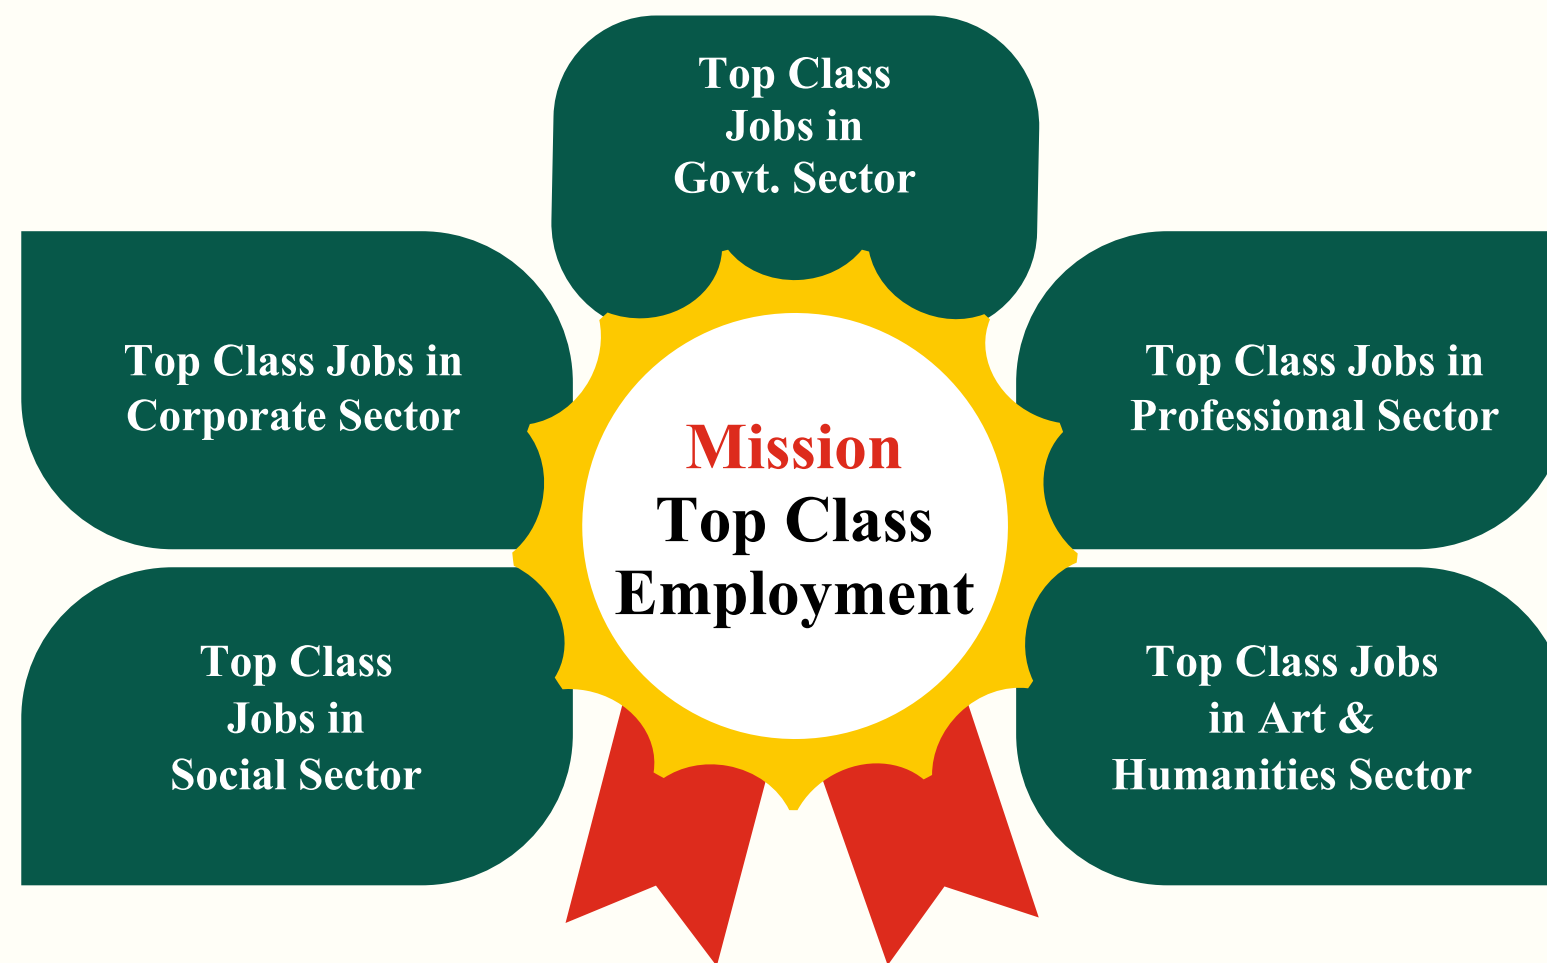 Top Class
Jobs in
Govt. Sector
Top Class Jobs in
Corporate Sector
Top Class Jobs in
Professional Sector
Mission
Top Class
Employment
Top Class
Jobs in
Social Sector
Top Class Jobs
in Art &
Humanities Sector